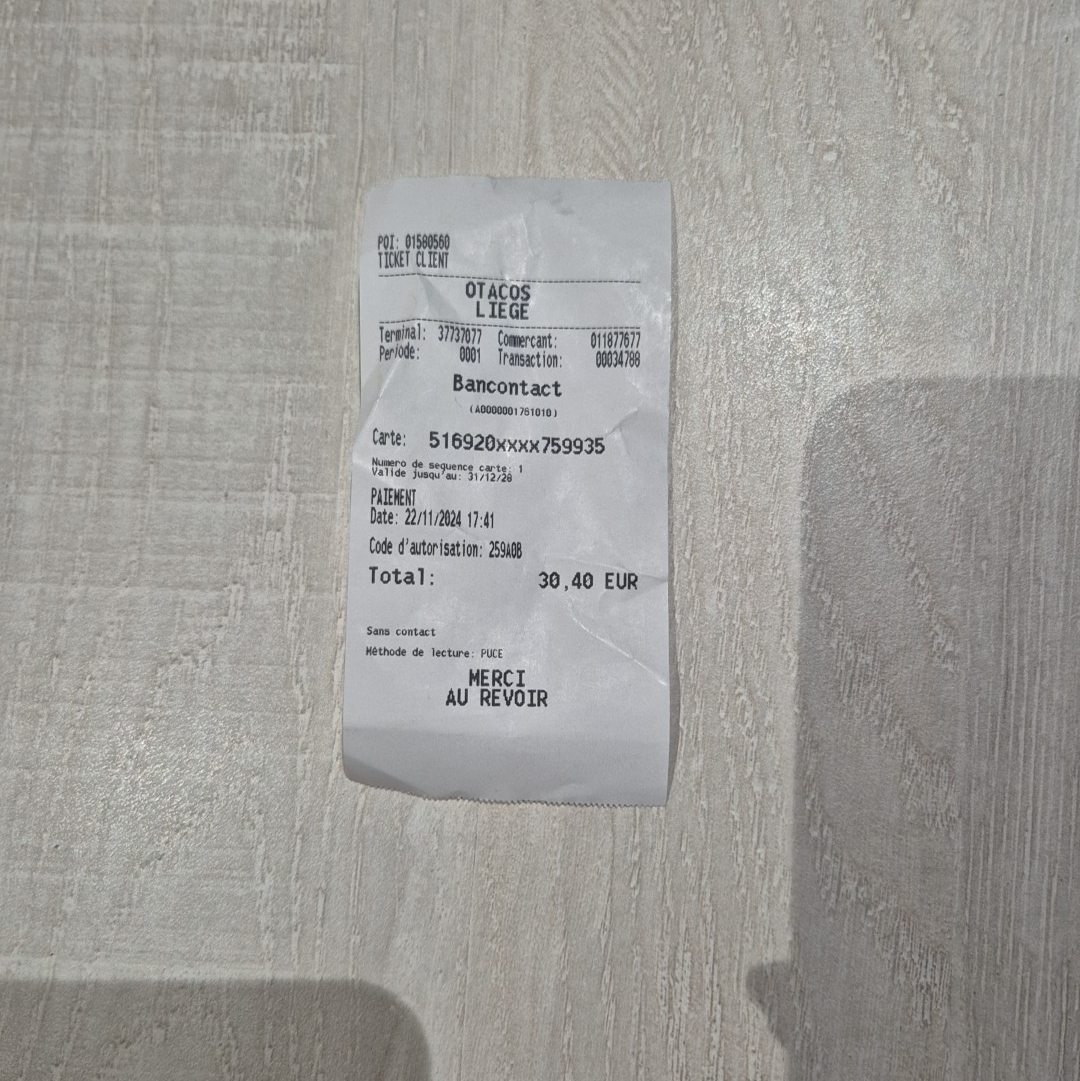 POI: 01580560
TICKET CLIENT
OTACOS
LIEGE
Terminal: 37737077 Commercant: 011877677
Période: 0001 Transaction: 00034788
Bancontact
(A0000001761010)
Carte: 516920xxxx759935
Numero de sequence carte: 1
Valide jusqu'au: 31/12/28
PAIEMENT
Date: 22/11/2024 17:41
Code d'autorisation: 259A0B
Total: 30,40 EUR
Sans contact
Méthode de lecture: PUCE
MERCI
AU REVOIR